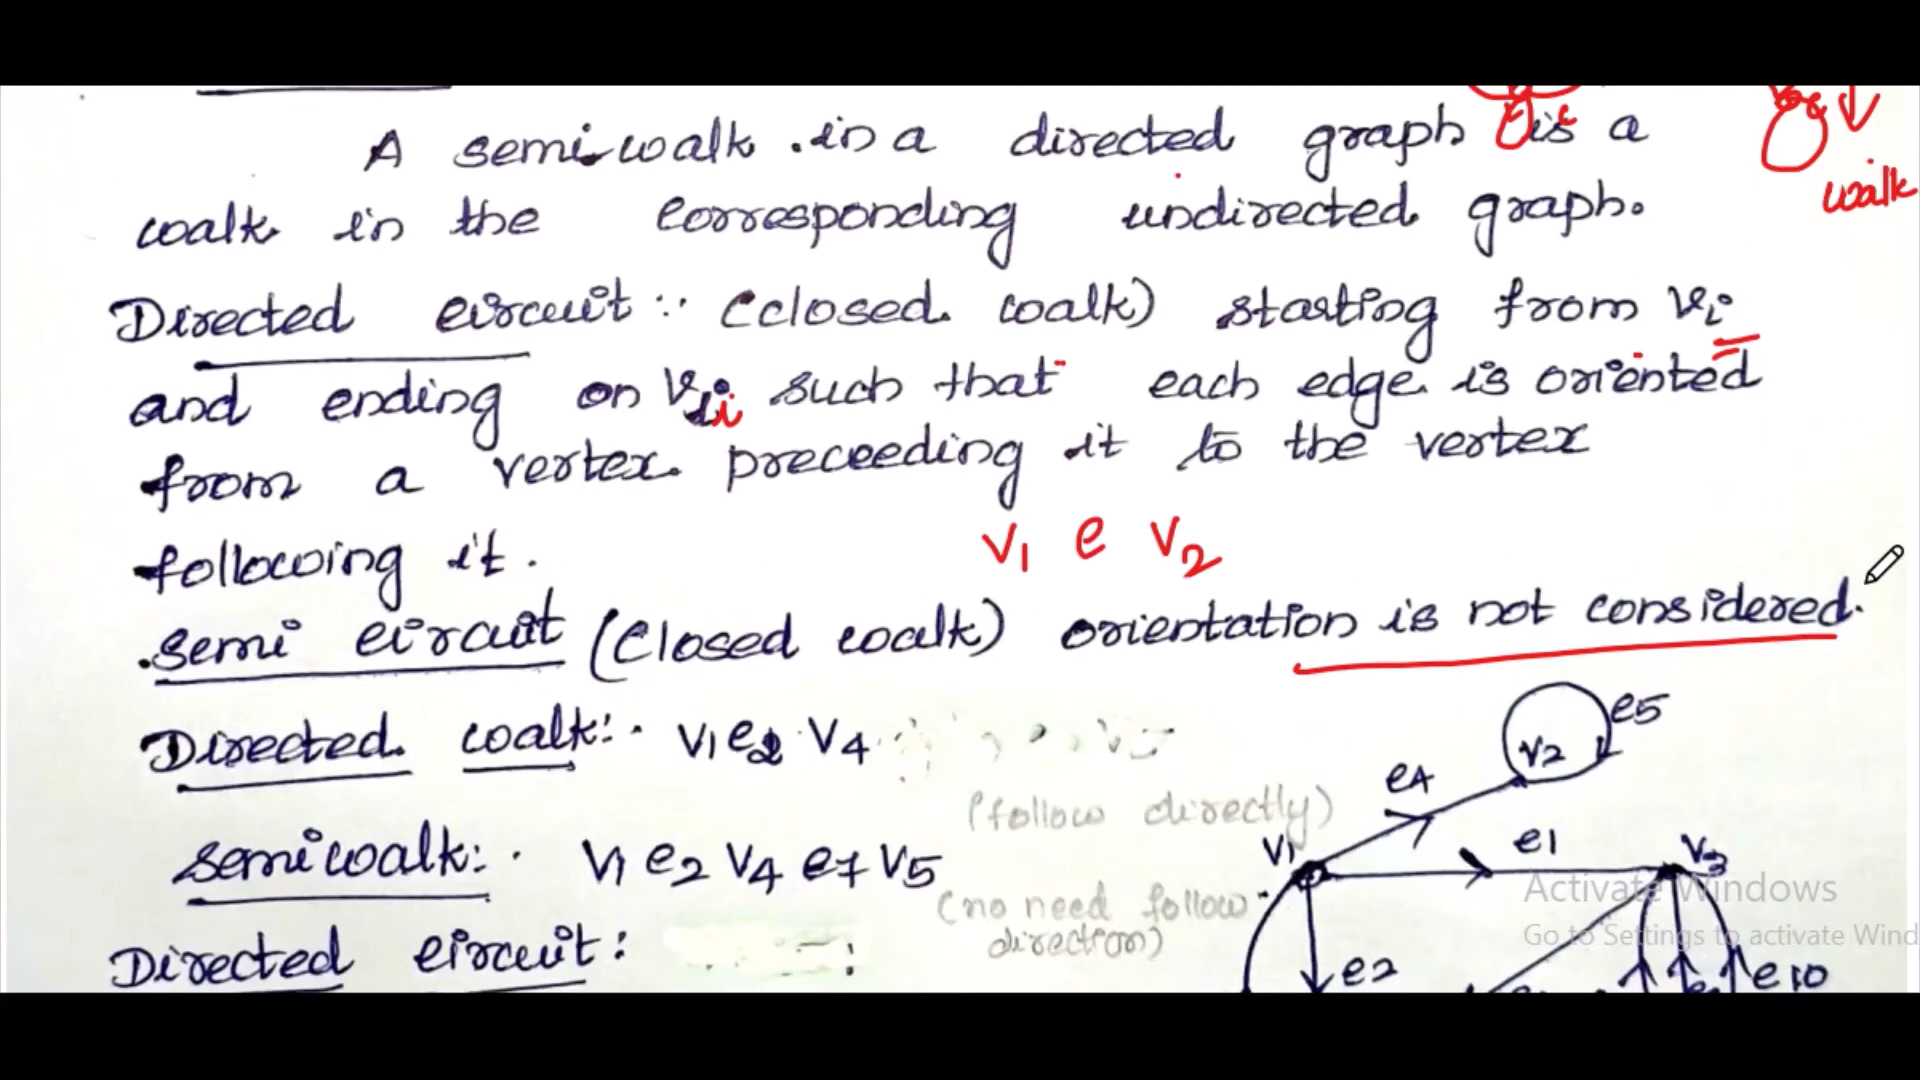 A semi walk in a directed graph is a
walk
walk in the corresponding undirected graph.
Directed circuit: (closed walk) starting from vi
and ending on vi i such that each edge is oriented
from a vertex preceeding it to the vertex
following it.
v1 e v2
semi circuit (closed walk) orientation is not considered.
Directed walk: v1 e2 v4
(follow directly)
semiwalk: v1 e2 v4 e7 v5
(no need follow
direction)
Directed circuit:
e5
v2
e4
v1
e1
v3
e2
e10
Activate Windows
Go to Settings to activate Wind